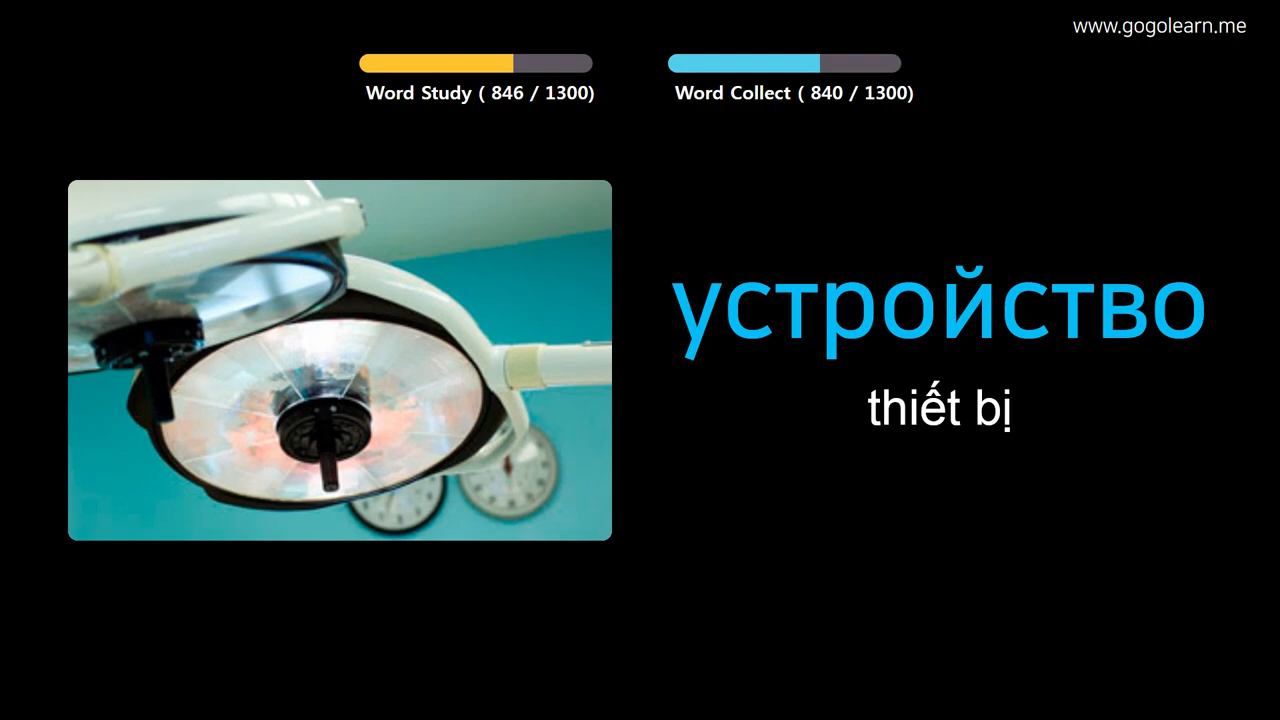 www.gogolearn.me
Word Study ( 846 / 1300)
Word Collect ( 840 / 1300)
устройство
thiết bị